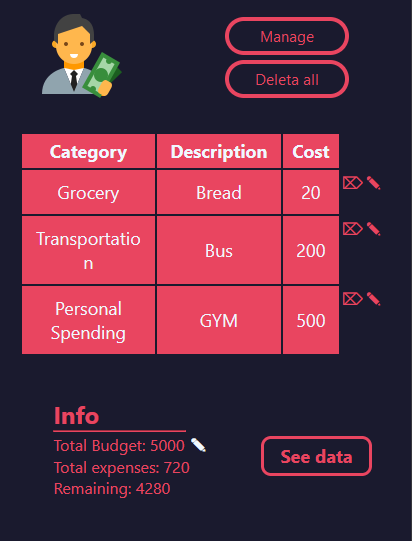 Manage
Deleta all
Category Description Cost
Grocery Bread 20
Transportatio
n Bus 200
Personal
Spending GYM 500
Info
Total Budget: 5000
Total expenses: 720
Remaining: 4280
See data